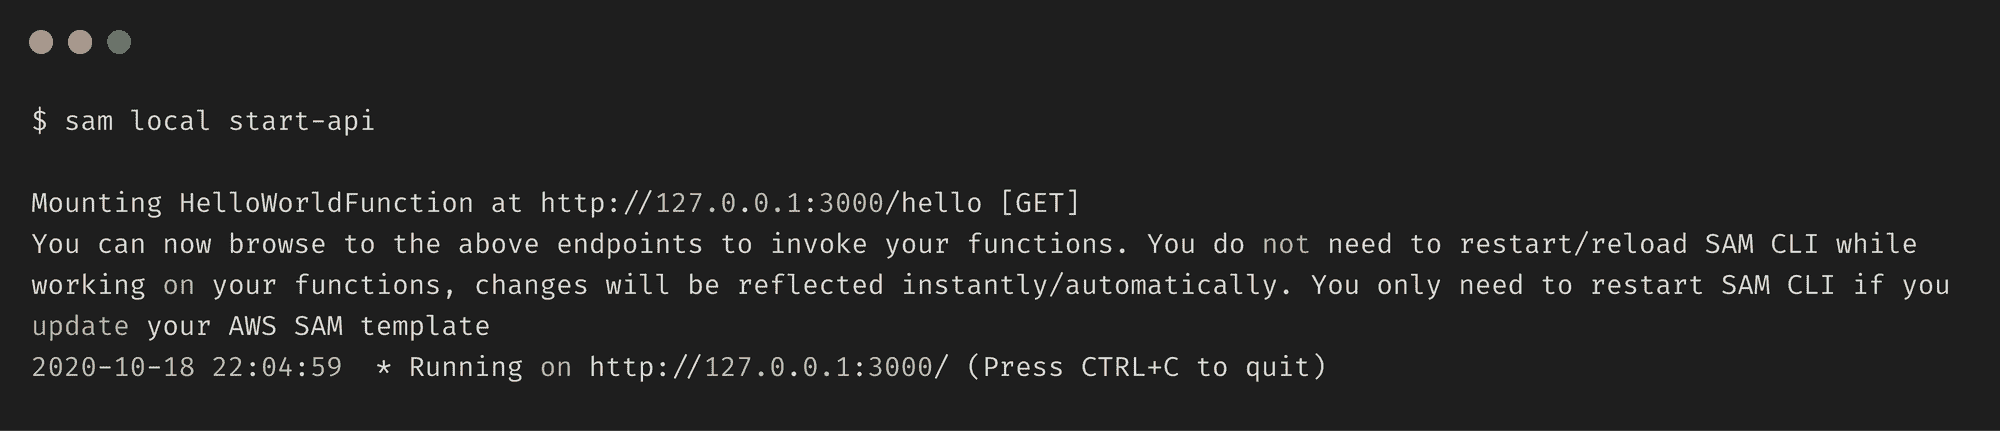 $ sam local start-api
Mounting HelloWorldFunction at http://127.0.0.1:3000/hello [GET]
You can now browse to the above endpoints to invoke your functions. You do not need to restart/reload SAM CLI while
working on your functions, changes will be reflected instantly/automatically. You only need to restart SAM CLI if you
update your AWS SAM template
2020-10-18 22:04:59  * Running on http://127.0.0.1:3000/ (Press CTRL+C to quit)